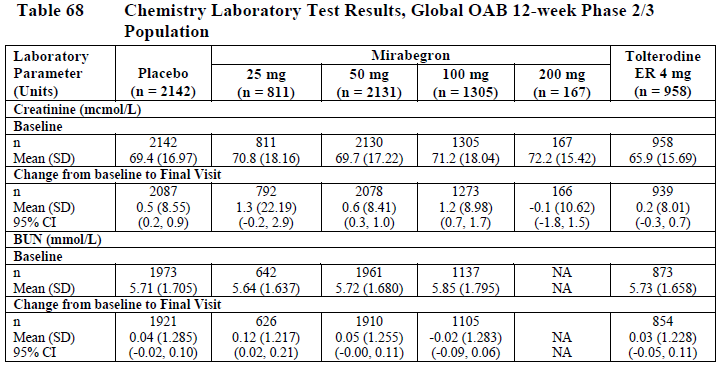 Table 68 Chemistry Laboratory Test Results, Global OAB 12-week Phase 2/3
Population
Laboratory Parameter (Units) Placebo (n = 2142) Mirabegron 25 mg (n = 811) 50 mg (n = 2131) 100 mg (n = 1305) 200 mg (n = 167) Tolterodine ER 4 mg (n = 958)
Creatinine (mcmol/L)
Baseline
n 2142 811 2130 1305 167 958
Mean (SD) 69.4 (16.97) 70.8 (18.16) 69.7 (17.22) 71.2 (18.04) 72.2 (15.42) 65.9 (15.69)
Change from baseline to Final Visit
n 2087 792 2078 1273 166 939
Mean (SD) 0.5 (8.55) 1.3 (22.19) 0.6 (8.41) 1.2 (8.98) -0.1 (10.62) 0.2 (8.01)
95% CI (0.2, 0.9) (-0.2, 2.9) (0.3, 1.0) (0.7, 1.7) (-1.8, 1.5) (-0.3, 0.7)
BUN (mmol/L)
Baseline
n 1973 642 1961 1137 NA 873
Mean (SD) 5.71 (1.705) 5.64 (1.637) 5.72 (1.680) 5.85 (1.795) NA 5.73 (1.658)
Change from baseline to Final Visit
n 1921 626 1910 1105 854
Mean (SD) 0.04 (1.285) 0.12 (1.217) 0.05 (1.255) -0.02 (1.283) NA 0.03 (1.228)
95% CI (-0.02, 0.10) (0.02, 0.21) (-0.00, 0.11) (-0.09, 0.06) NA (-0.05, 0.11)